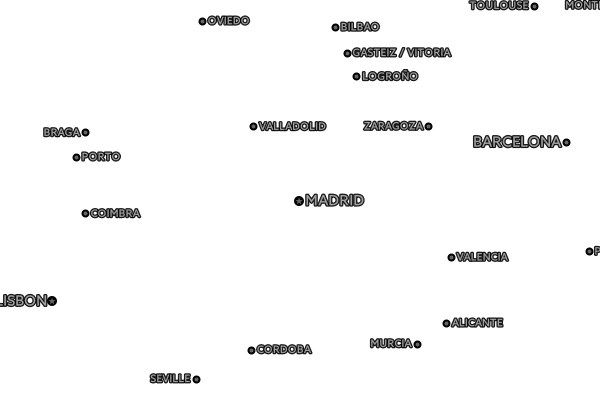 TOULOUSE
MONT
OVIEDO
BILBAO
GASTEIZ / VITORIA
LOGROÑO
VALLADOLID
ZARAGOZA
BRAGA
BARCELONA
PORTO
MADRID
COIMBRA
VALENCIA
LISBON
ALICANTE
MURCIA
CORDOBA
SEVILLE